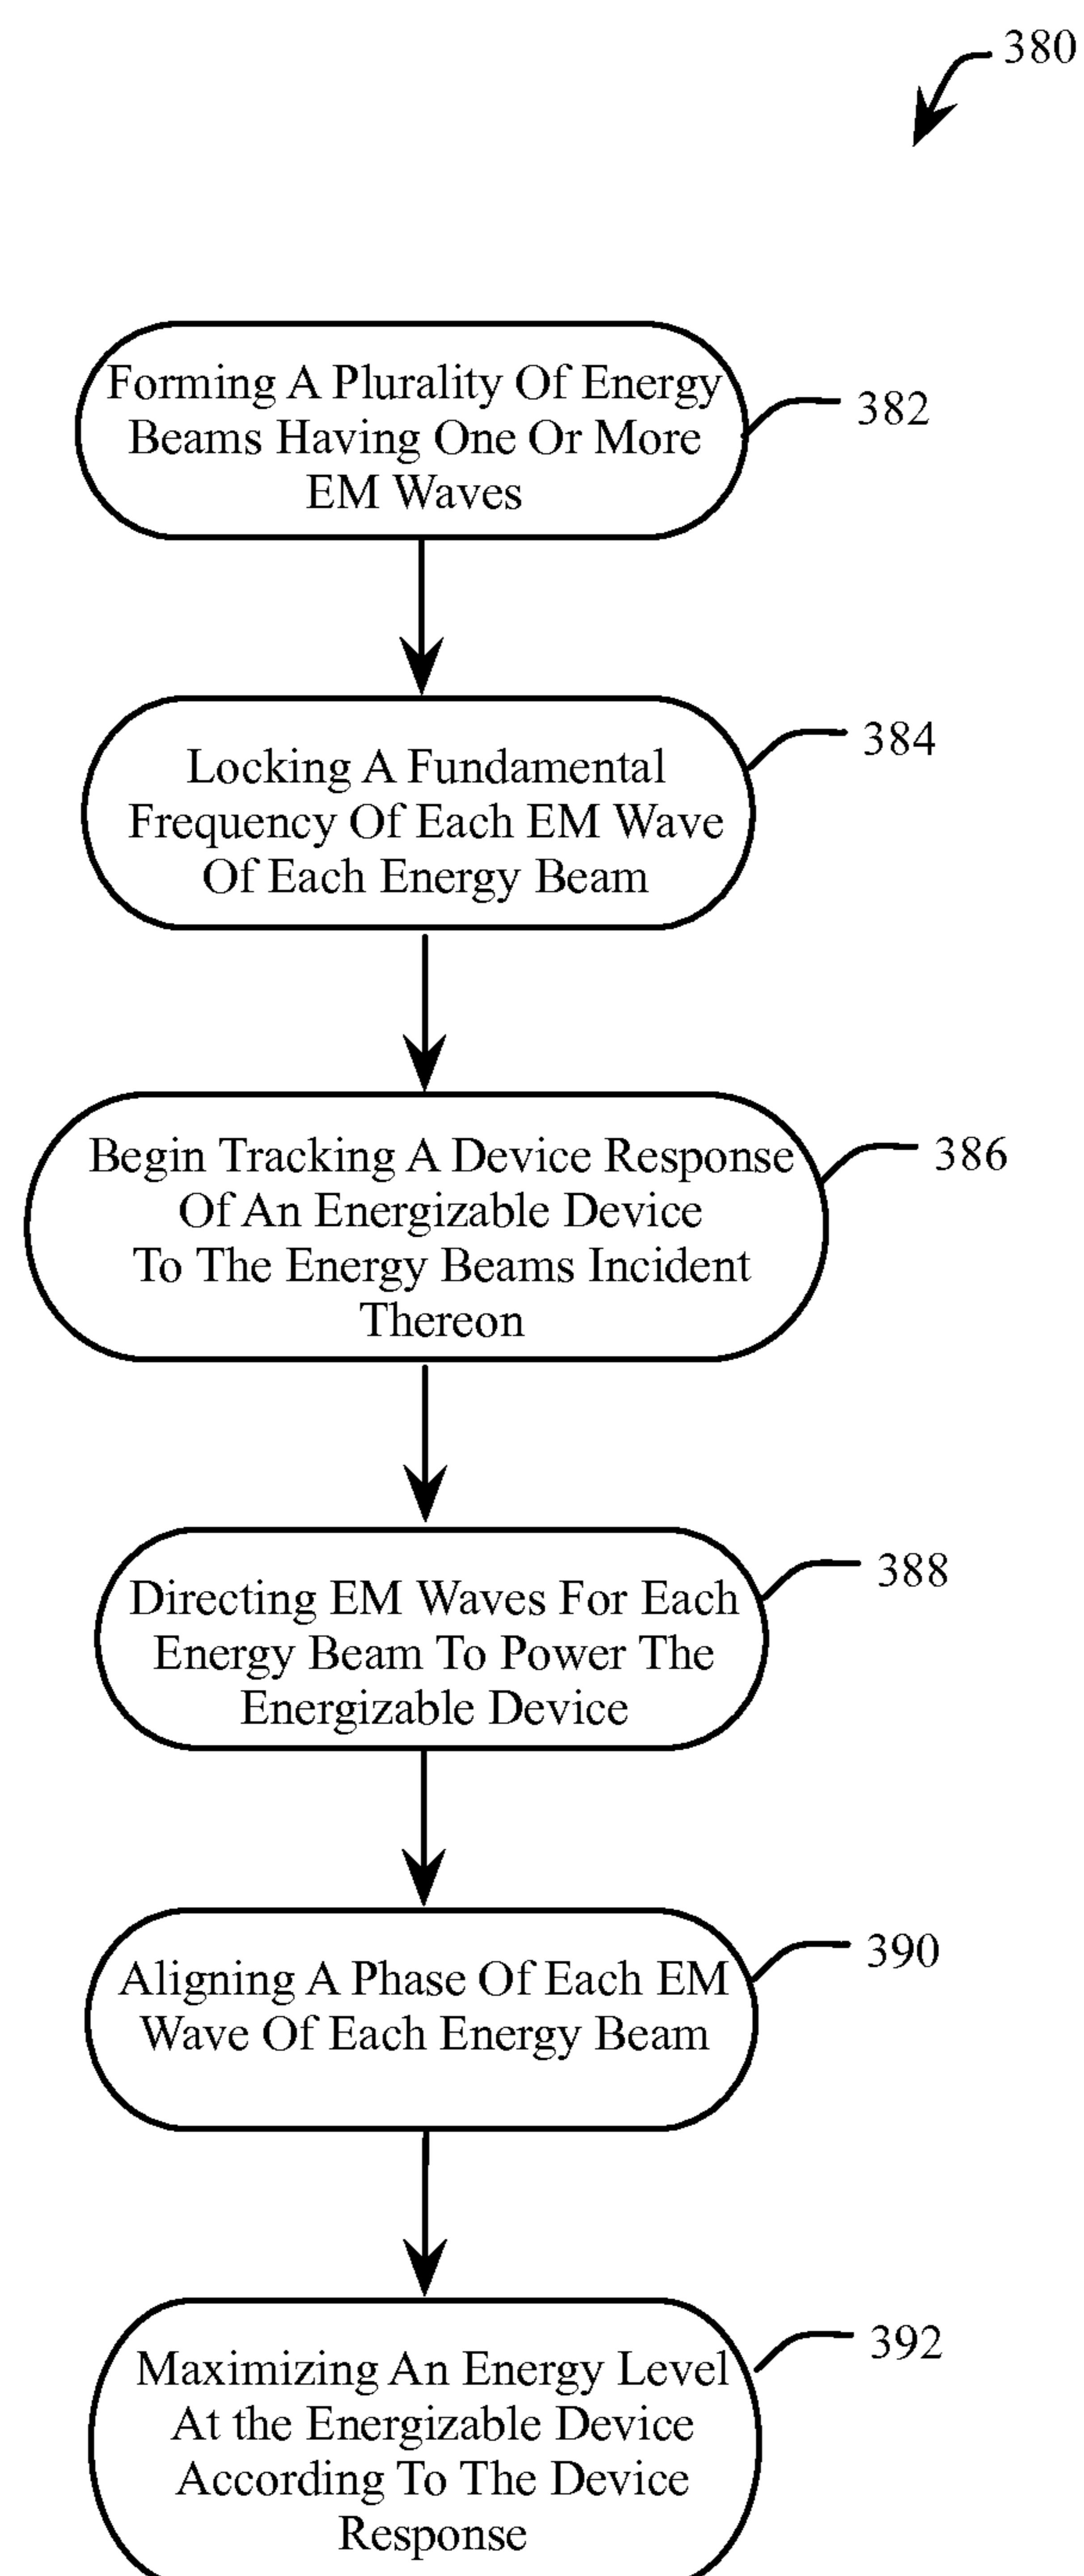 380
Forming A Plurality Of Energy
Beams Having One Or More
EM Waves
382
Locking A Fundamental
Frequency Of Each EM Wave
Of Each Energy Beam
384
Begin Tracking A Device Response
Of An Energizable Device
To The Energy Beams Incident
Thereon
386
Directing EM Waves For Each
Energy Beam To Power The
Energizable Device
388
Aligning A Phase Of Each EM
Wave Of Each Energy Beam
390
Maximizing An Energy Level
At the Energizable Device
According To The Device
Response
392